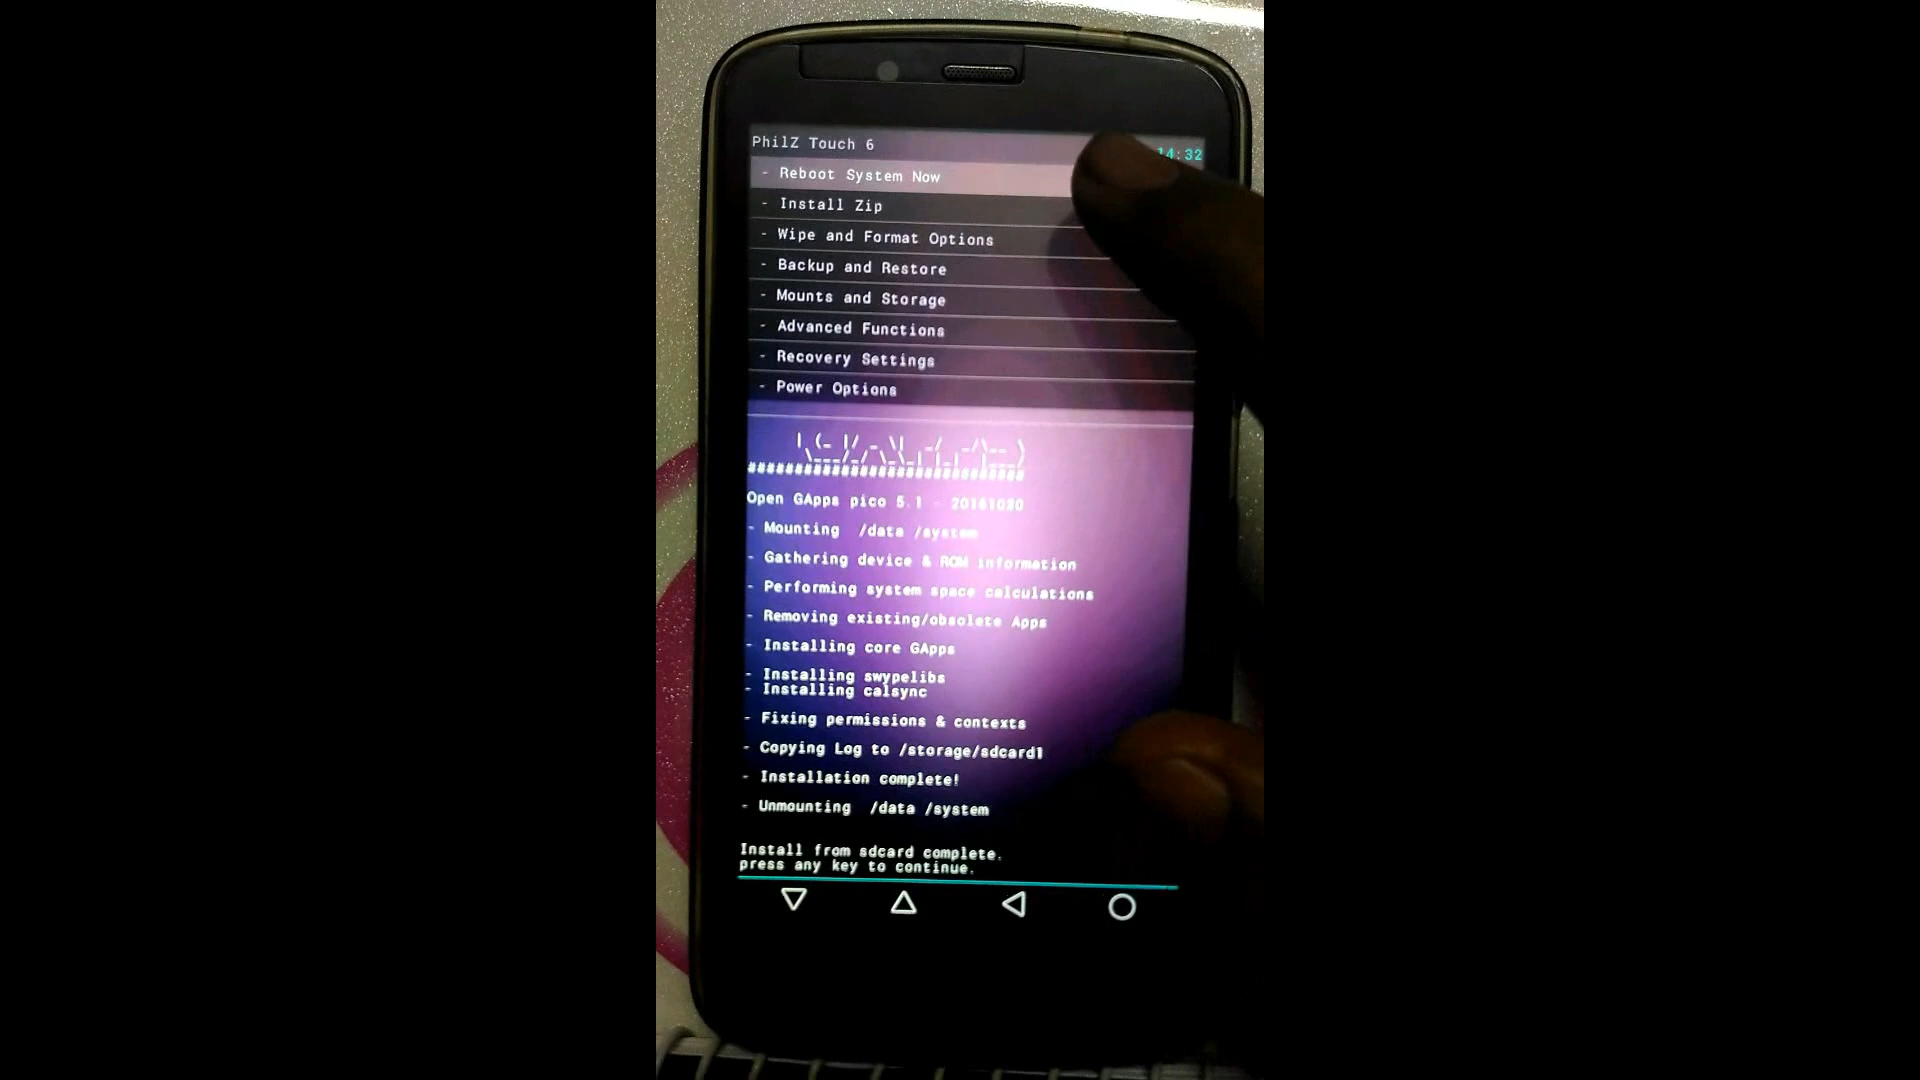 PhilZ Touch 6
14:32
- Reboot System Now
- Install Zip
- Wipe and Format Options
- Backup and Restore
- Mounts and Storage
- Advanced Functions
- Recovery Settings
- Power Options
##############################
Open GApps pico 5.1 - 20161030
- Mounting /data /system
- Gathering device & ROM information
- Performing system space calculations
- Removing existing/obsolete Apps
- Installing core GApps
- Installing swypelibs
- Installing calsync
- Fixing permissions & contexts
- Copying Log to /storage/sdcard1
- Installation complete!
- Unmounting /data /system
Install from sdcard complete.
press any key to continue.